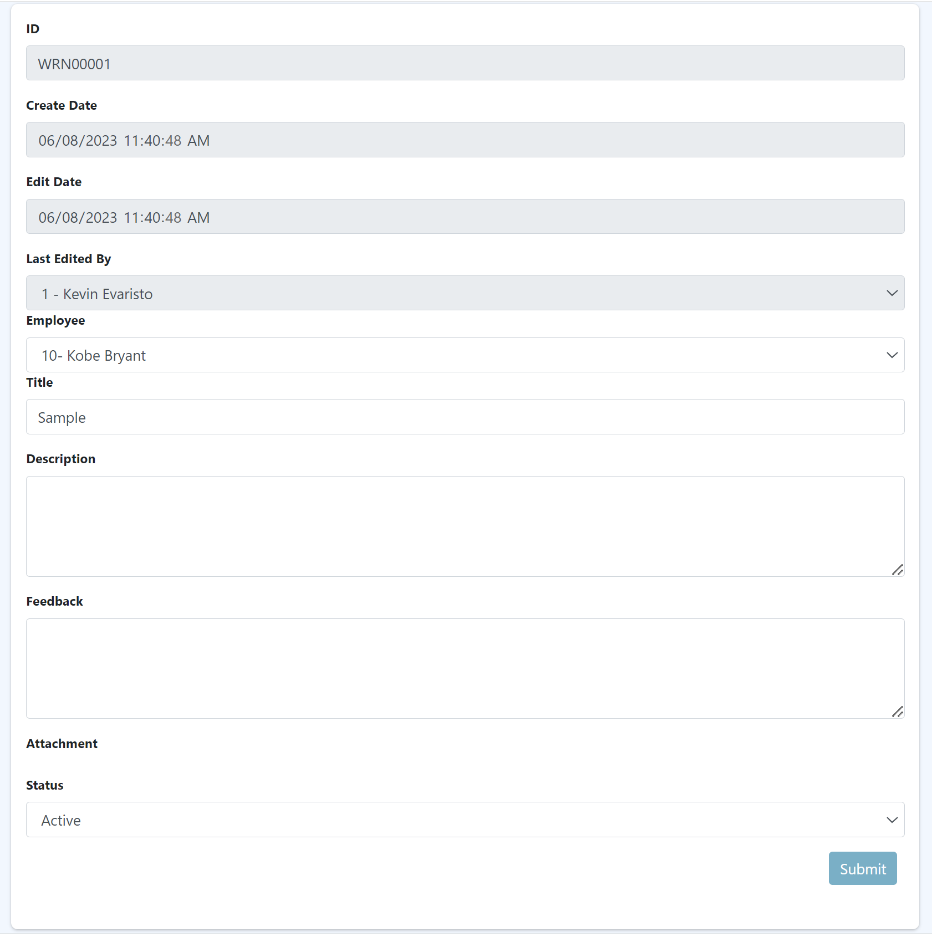 ID
WRN00001
Create Date
06/08/2023 11:40:48 AM
Edit Date
06/08/2023 11:40:48 AM
Last Edited By
1 - Kevin Evaristo
Employee
10- Kobe Bryant
Title
Sample
Description
Feedback
Attachment
Status
Active
Submit